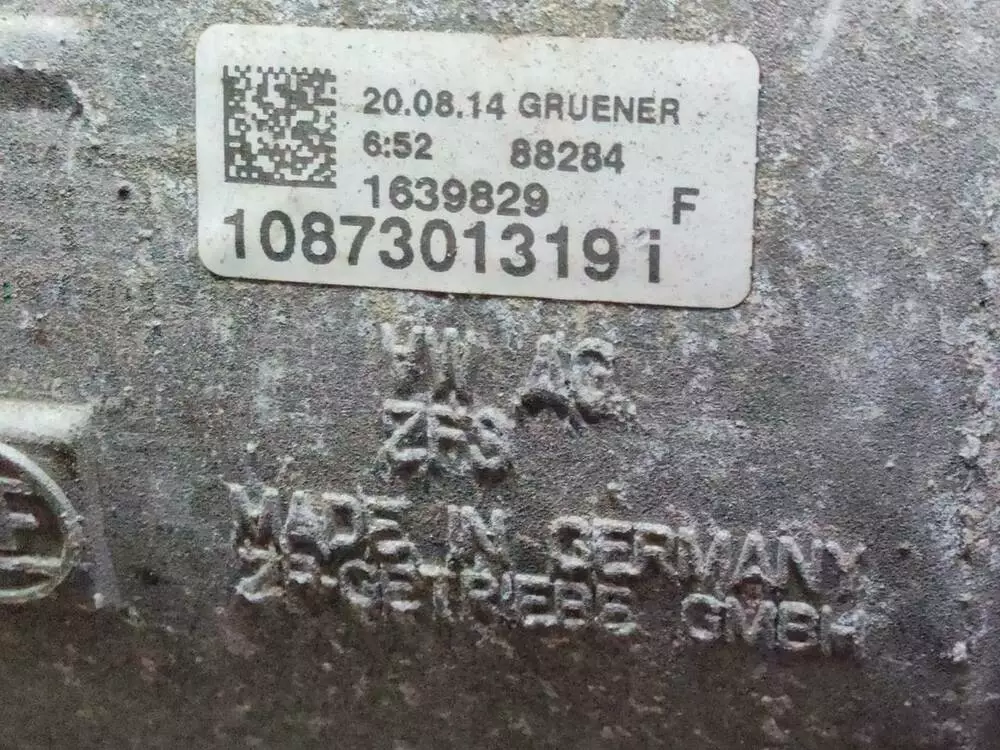 20.08.14 GRUENER
6:52 88284
1639829 F
1087301319 i
VW AG
ZFS
MADE IN GERMANY
ZF-GETRIEBE GMBH